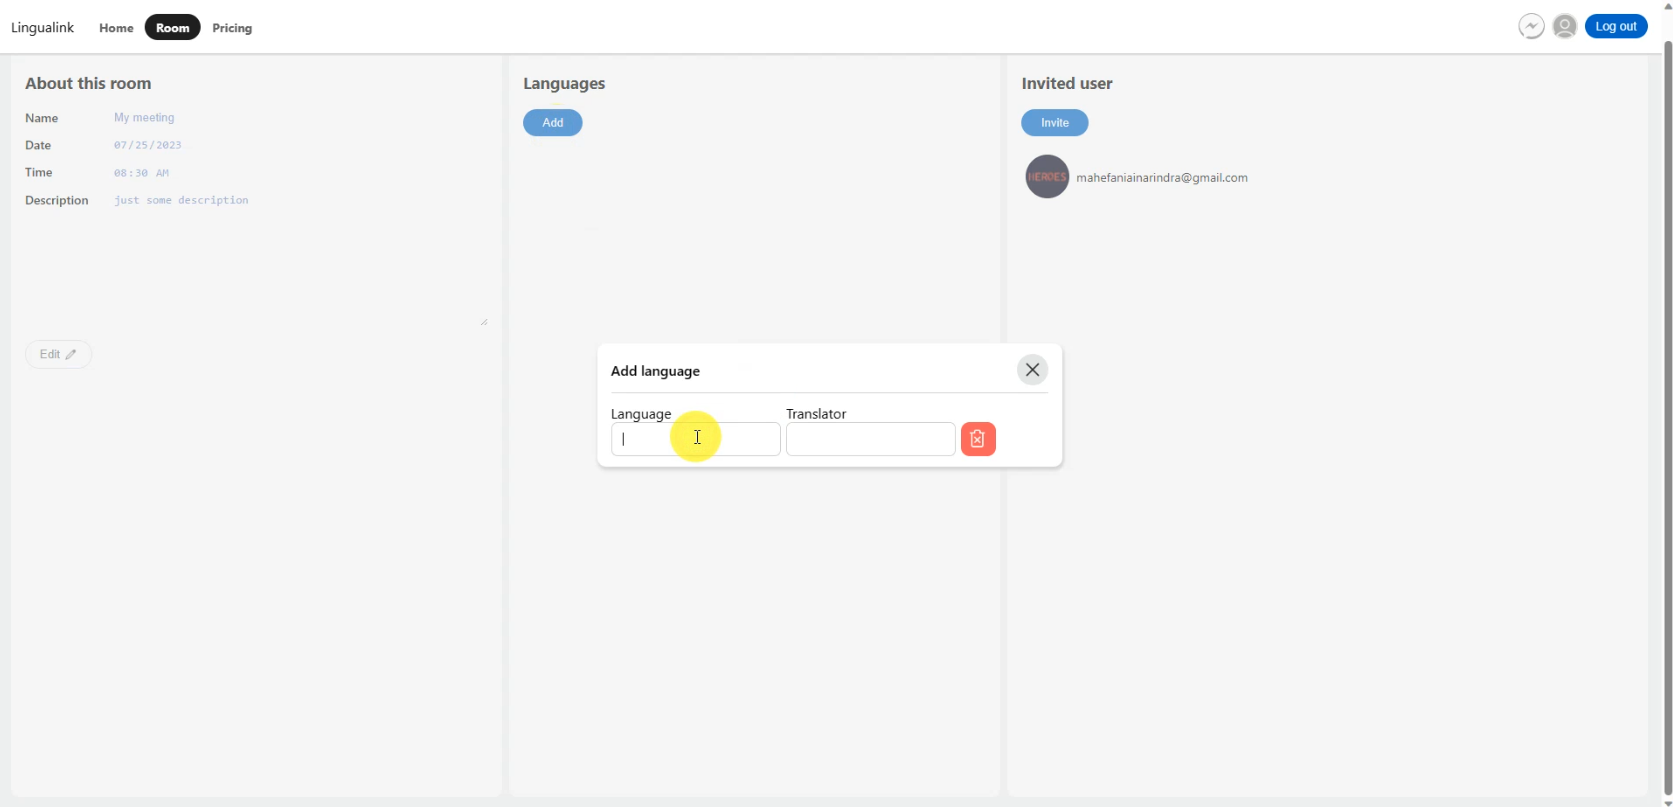 Lingualink Home Room Pricing Log out
About this room
Name My meeting
Date 07/25/2023
Time 08:30 AM
Description just some description
Edit
Languages
Add
Invited user
Invite
HEROES mahefaniainarindra@gmail.com
Add language
Language Translator